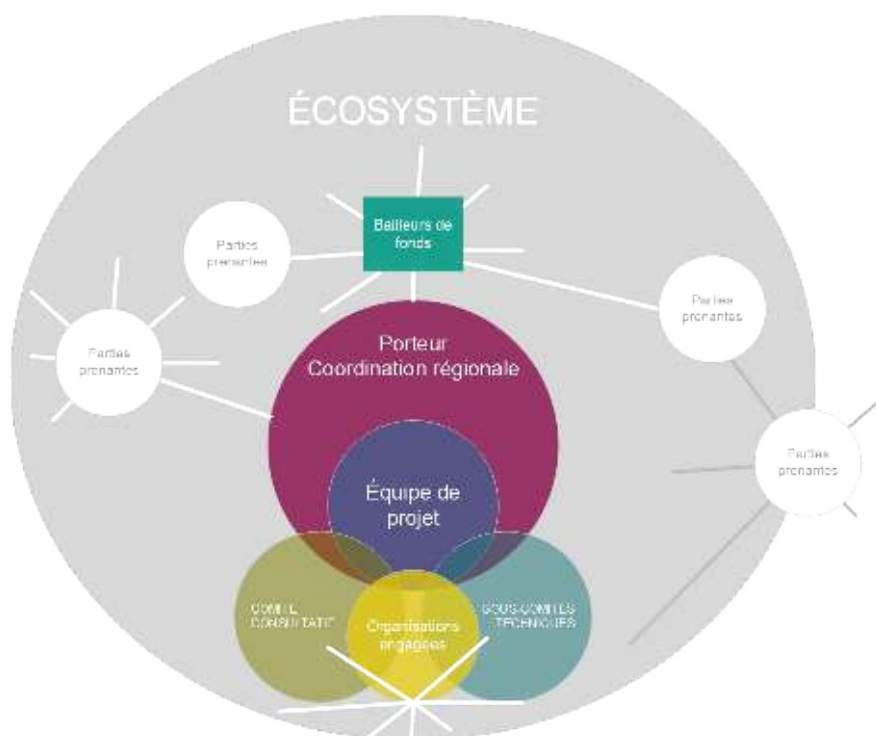 ÉCOSYSTÈME
Bailleurs de
fonds
Parties
prenantes
Parties
prenantes
Parties
prenantes
Porteur
Coordination régionale
Parties
prenantes
Équipe de
projet
COMITÉ
CONSULTATIF
Organisations
engagées
SOUS-COMITÉS
TECHNIQUES